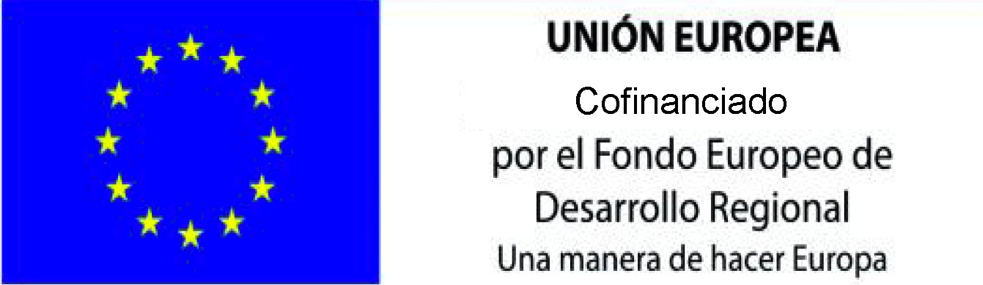 UNIÓN EUROPEA
Cofinanciado
por el Fondo Europeo de
Desarrollo Regional
Una manera de hacer Europa